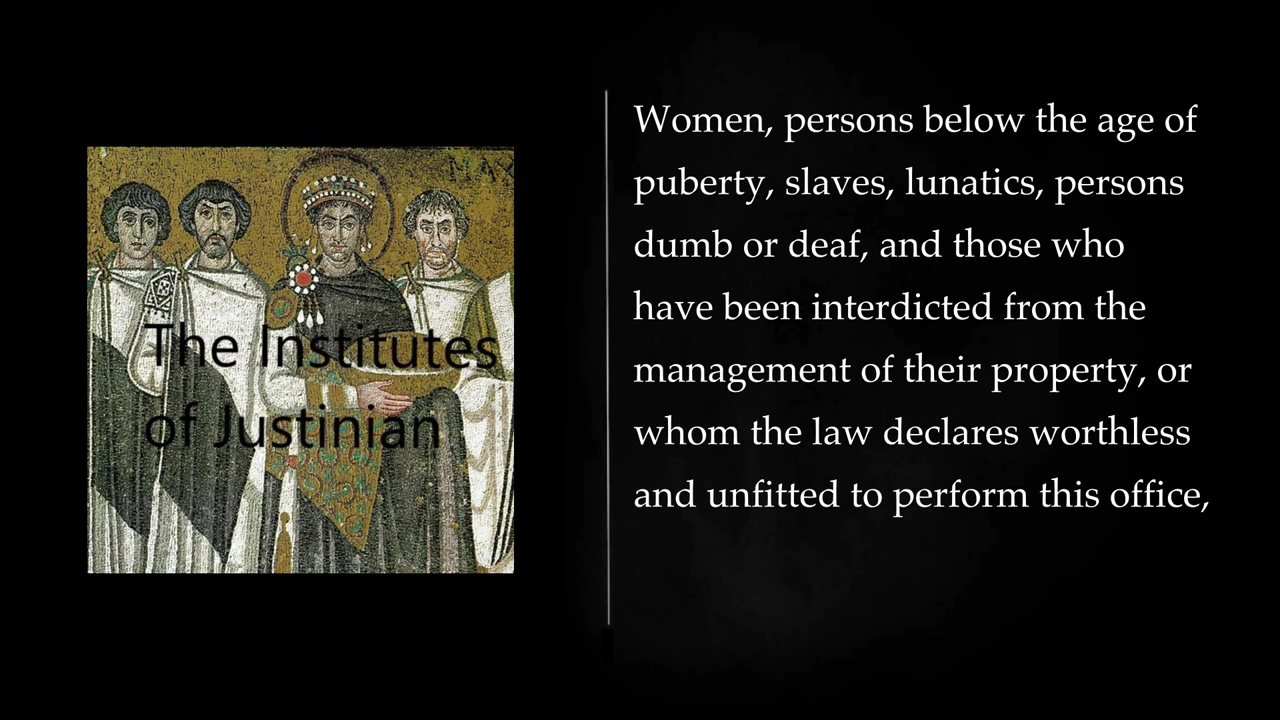 MAX
The Institutes
of Justinian
Women, persons below the age of
puberty, slaves, lunatics, persons
dumb or deaf, and those who
have been interdicted from the
management of their property, or
whom the law declares worthless
and unfitted to perform this office,